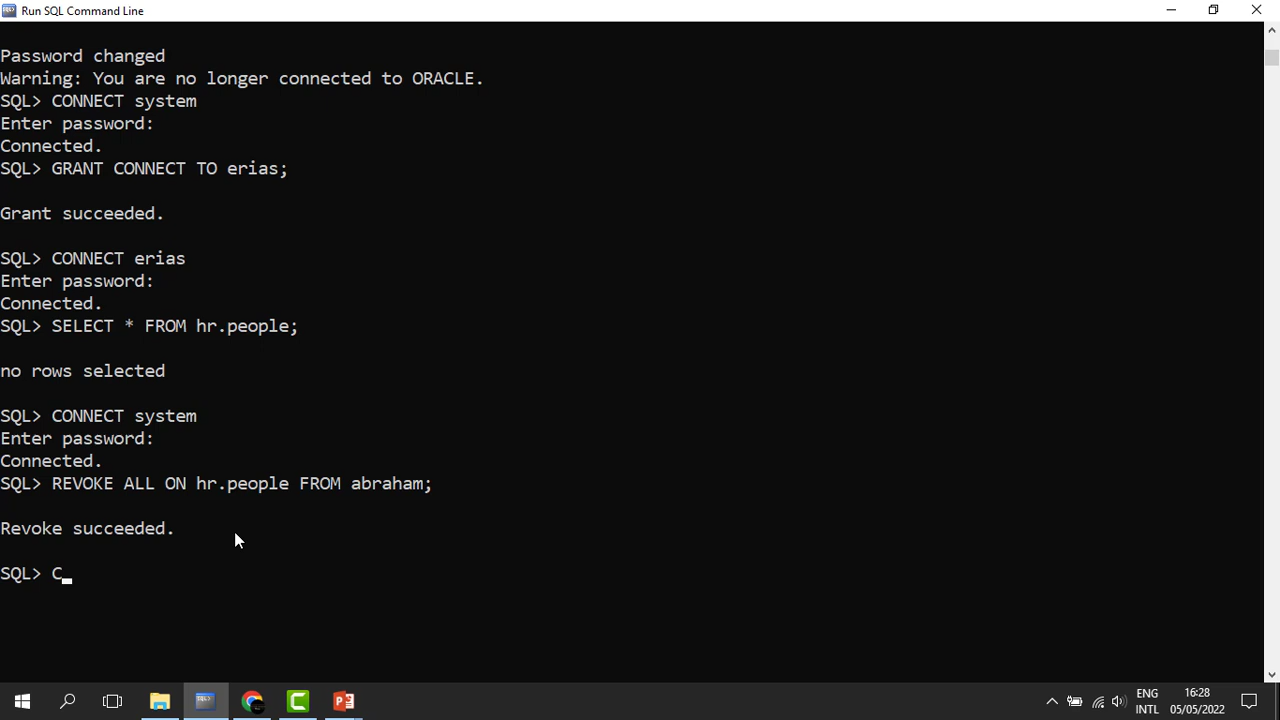 Run SQL Command Line
Password changed
Warning: You are no longer connected to ORACLE.
SQL> CONNECT system
Enter password:
Connected.
SQL> GRANT CONNECT TO erias;
Grant succeeded.
SQL> CONNECT erias
Enter password:
Connected.
SQL> SELECT * FROM hr.people;
no rows selected
SQL> CONNECT system
Enter password:
Connected.
SQL> REVOKE ALL ON hr.people FROM abraham;
Revoke succeeded.
SQL> C_
ENG 16:28
INTL 05/05/2022